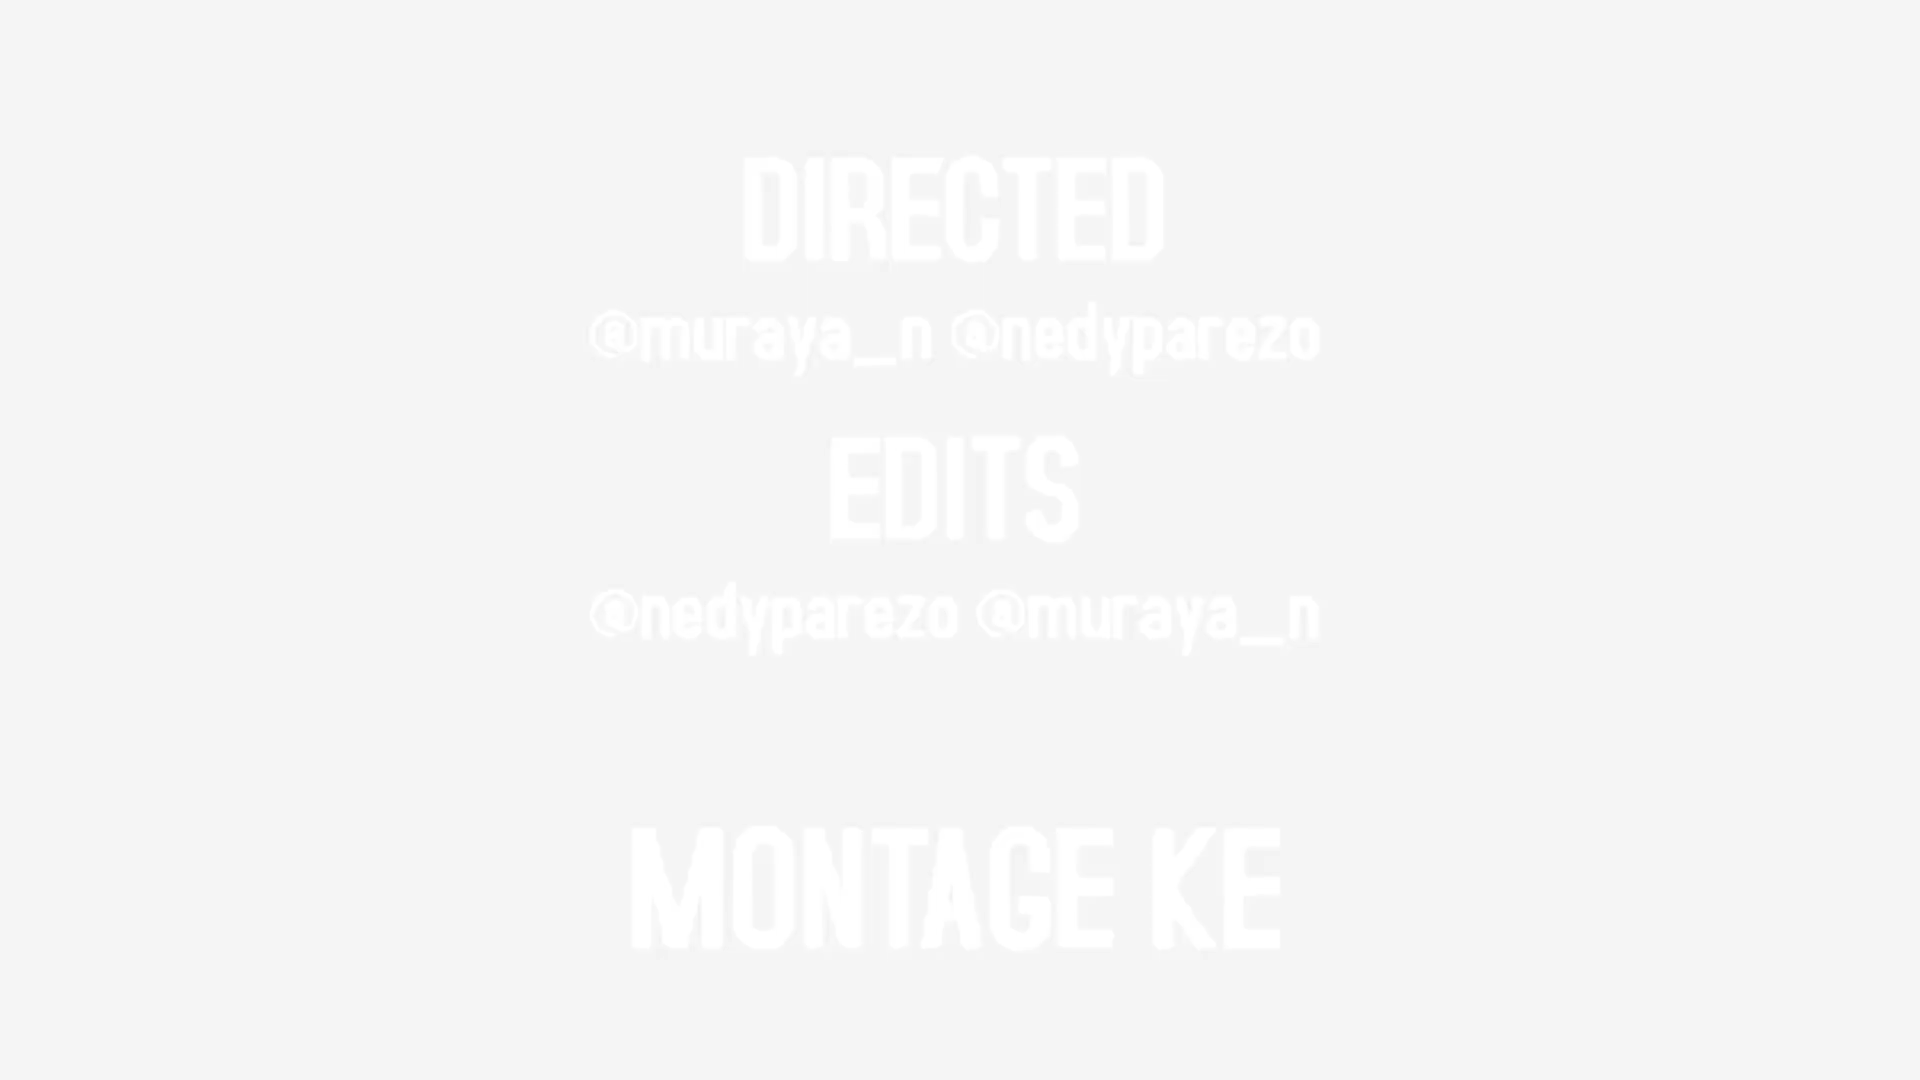 DIRECTED
@muraya_n @nedyparezo
EDITS
@nedyparezo @muraya_n
MONTAGE KE